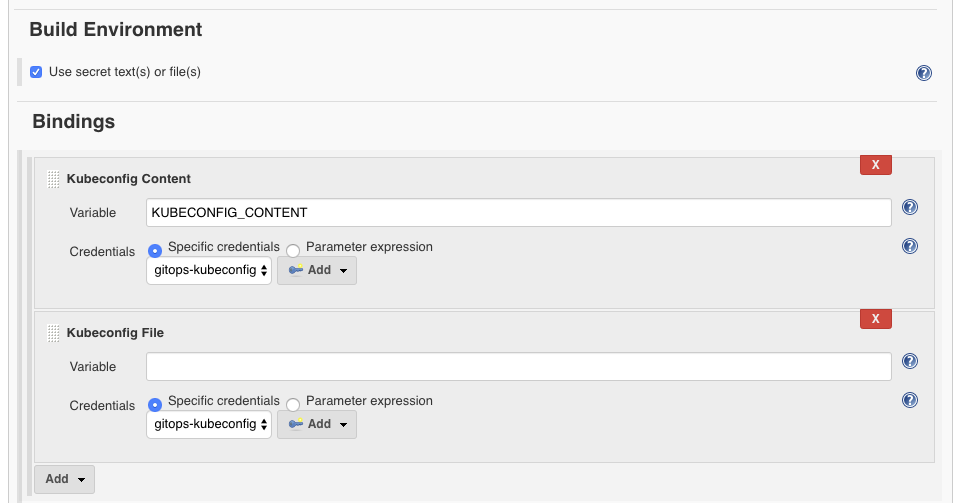 Build Environment
Use secret text(s) or file(s)
?
Bindings
X
Kubeconfig Content
Variable KUBECONFIG_CONTENT ?
Credentials Specific credentials Parameter expression ?
gitops-kubeconfig Add
X
Kubeconfig File
Variable ?
Credentials Specific credentials Parameter expression ?
gitops-kubeconfig Add
Add